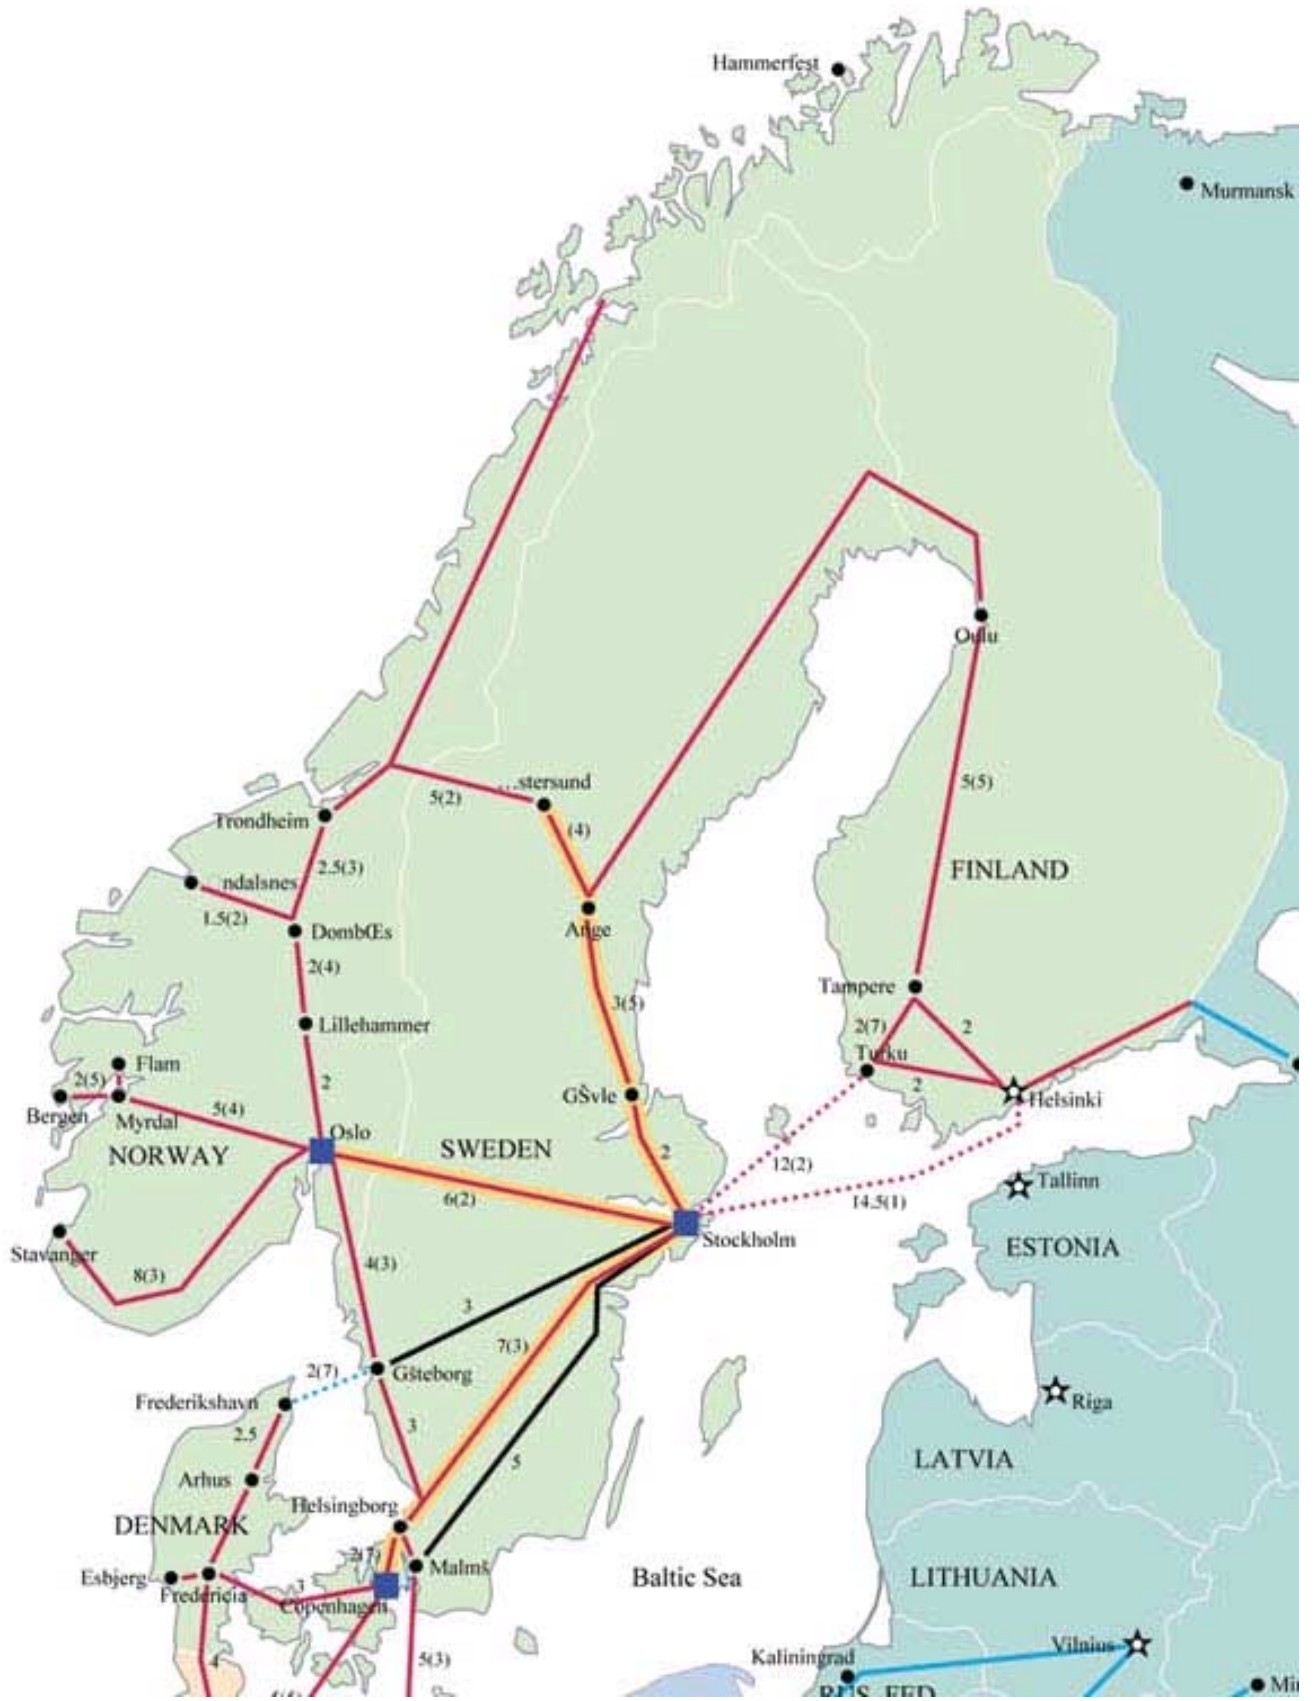 Hammerfest
Murmansk
Oulu
5(5)
...stersund
5(2)
(4)
Trondheim
2.5(3)
FINLAND
ndalsnes
1.5(2)
DombŒs
Ange
2(4)
Tampere
3(5)
Lillehammer
2(7)
2
Turku
Flam
2(5)
2
2
GŠvle
Helsinki
Bergen
Myrdal
5(4)
Oslo
NORWAY
SWEDEN
2
12(2)
Tallinn
6(2)
14.5(1)
Stockholm
Stavanger
ESTONIA
4(3)
8(3)
3
7(3)
2(7)
Gšteborg
Frederikshavn
Riga
3
2.5
LATVIA
5
Arhus
Helsingborg
DENMARK
2(7)
Malmš
Esbjerg
Fredericia
3
Baltic Sea
LITHUANIA
Copenhagen
Vilnius
Kaliningrad
4
5(3)
RUS. FED